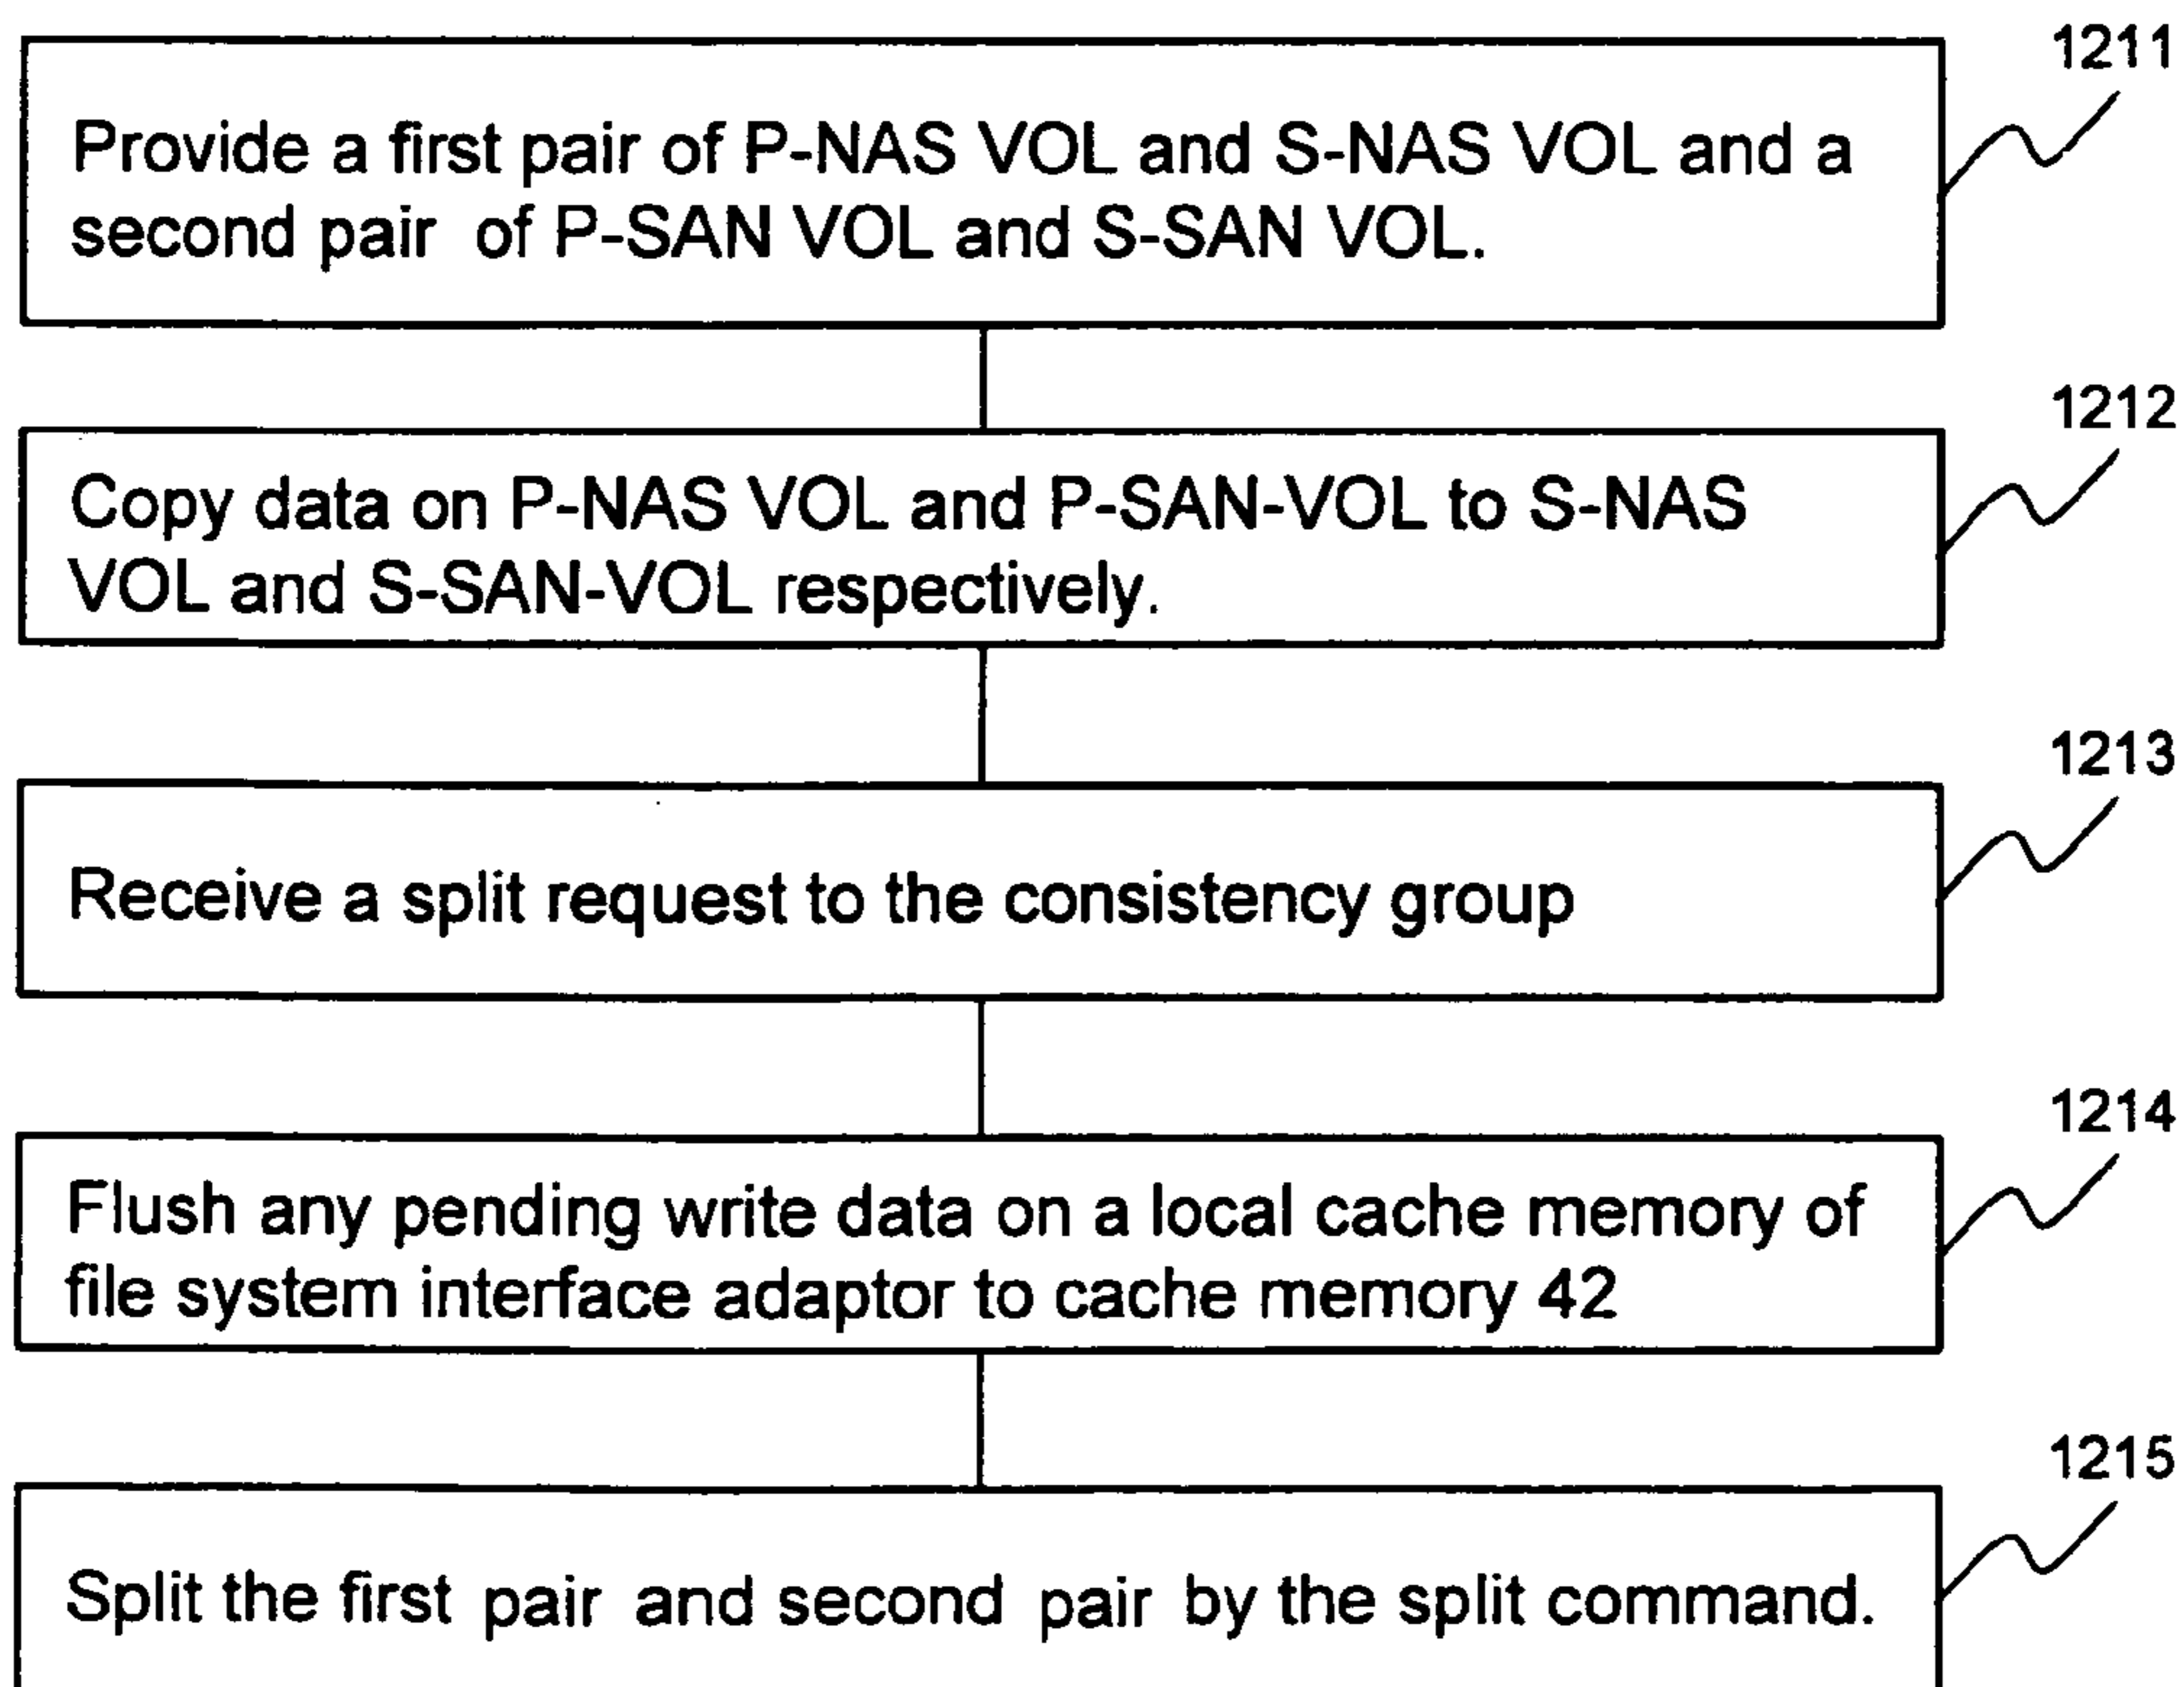 1211
Provide a first pair of P-NAS VOL and S-NAS VOL and a
second pair of P-SAN VOL and S-SAN VOL.
1212
Copy data on P-NAS VOL and P-SAN-VOL to S-NAS
VOL and S-SAN-VOL respectively.
1213
Receive a split request to the consistency group
1214
Flush any pending write data on a local cache memory of
file system interface adaptor to cache memory 42
1215
Split the first pair and second pair by the split command.